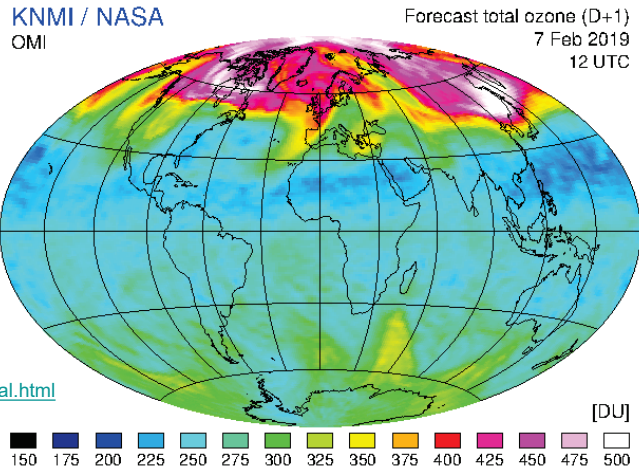 KNMI / NASA
OMI
Forecast total ozone (D+1)
7 Feb 2019
12 UTC
al.html
[DU]
150 175 200 225 250 275 300 325 350 375 400 425 450 475 500